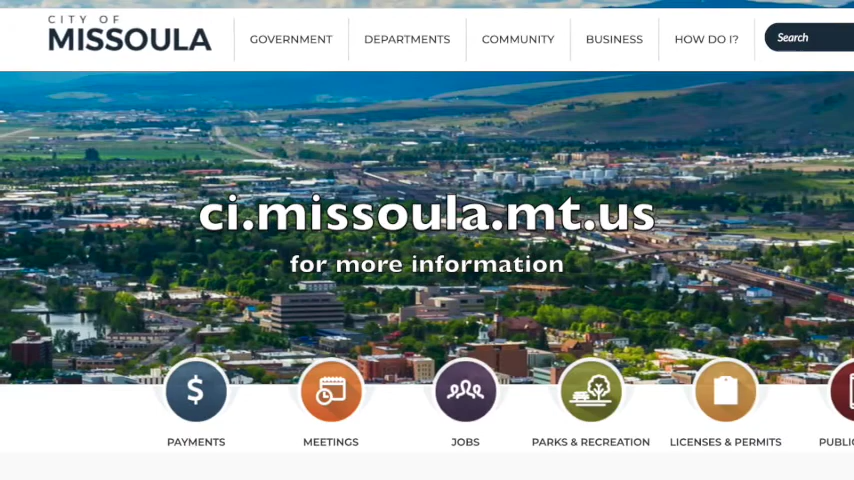 CITY OF
MISSOULA
GOVERNMENT
DEPARTMENTS
COMMUNITY
BUSINESS
HOW DO I?
Search
ci.missoula.mt.us
for more information
$
PAYMENTS
MEETINGS
JOBS
PARKS & RECREATION
LICENSES & PERMITS
PUBLI